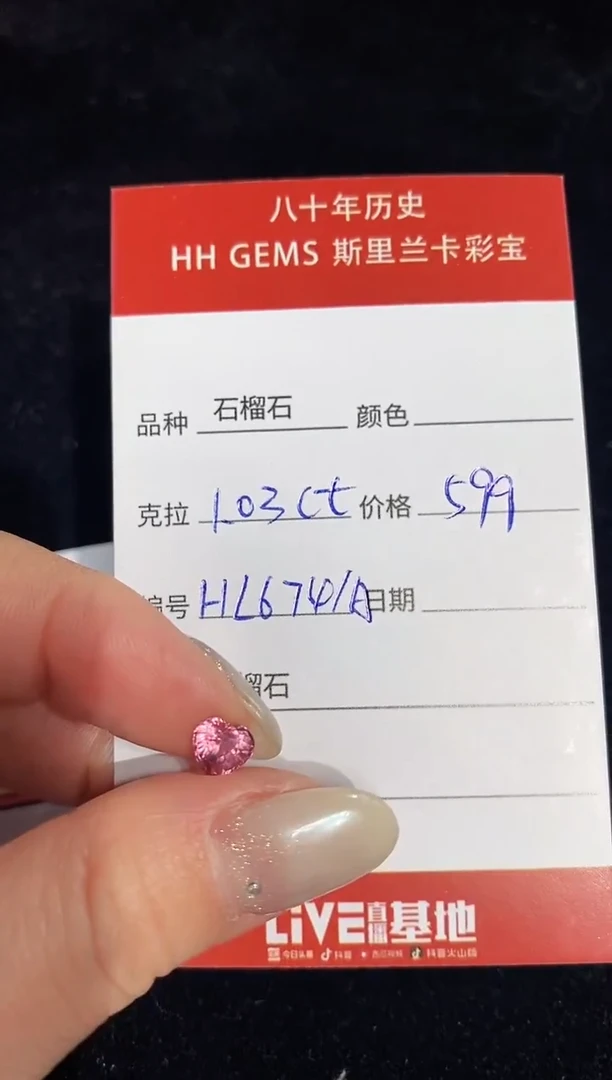 八十年历史
HH GEMS 斯里兰卡彩宝
品种 石榴石 颜色
克拉 1.03ct 价格 599
编号 HL674/A 日期
榴石
LIVE直播基地
今日头条 抖音 西瓜视频 抖音火山版